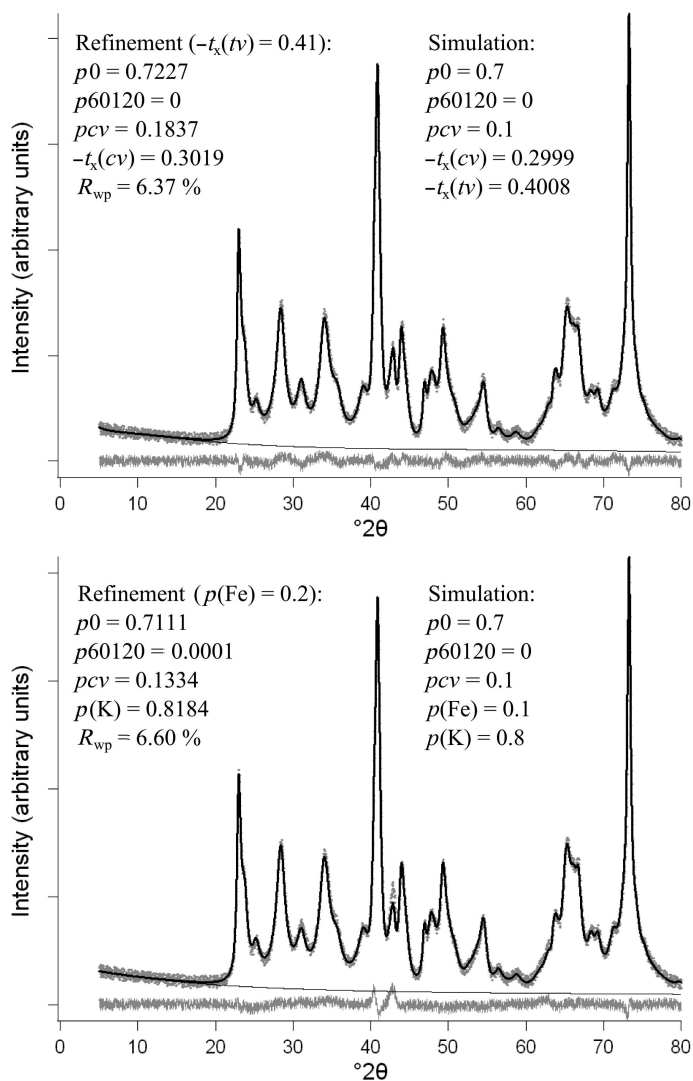 Refinement (–tx(tv) = 0.41):
p0 = 0.7227
p60120 = 0
pcv = 0.1837
–tx(cv) = 0.3019
Rwp = 6.37 %
Simulation:
p0 = 0.7
p60120 = 0
pcv = 0.1
–tx(cv) = 0.2999
–tx(tv) = 0.4008
Intensity (arbitrary units)
0 10 20 30 40 50 60 70 80
°2θ
Refinement (p(Fe) = 0.2):
p0 = 0.7111
p60120 = 0.0001
pcv = 0.1334
p(K) = 0.8184
Rwp = 6.60 %
Simulation:
p0 = 0.7
p60120 = 0
pcv = 0.1
p(Fe) = 0.1
p(K) = 0.8
Intensity (arbitrary units)
0 10 20 30 40 50 60 70 80
°2θ